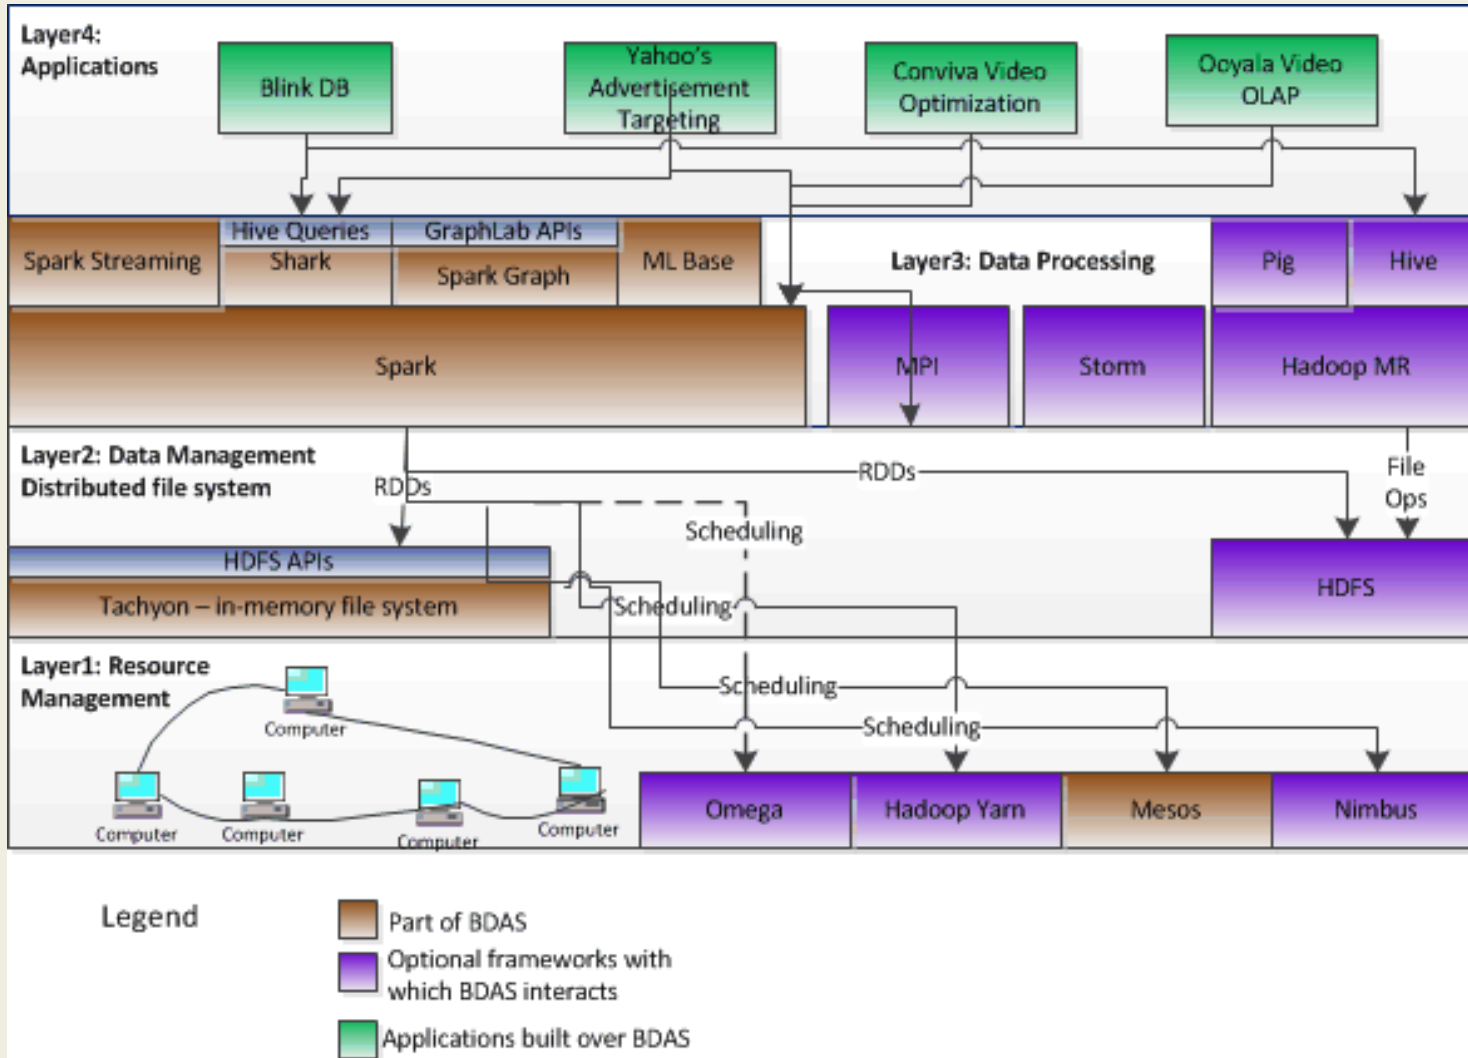 Layer4:
Applications
Blink DB
Yahoo's
Advertisement
Targeting
Conviva Video
Optimization
Ooyala Video
OLAP
Spark Streaming
Hive Queries
Shark
GraphLab APIs
Spark Graph
ML Base
Layer3: Data Processing
Pig
Hive
Spark
MPI
Storm
Hadoop MR
Layer2: Data Management
Distributed file system
RDDs
RDDs
File
Ops
Scheduling
HDFS APIs
Tachyon – in-memory file system
Scheduling
HDFS
Layer1: Resource
Management
Scheduling
Scheduling
Computer
Computer
Computer
Computer
Computer
Omega
Hadoop Yarn
Mesos
Nimbus
Legend
Part of BDAS
Optional frameworks with
which BDAS interacts
Applications built over BDAS